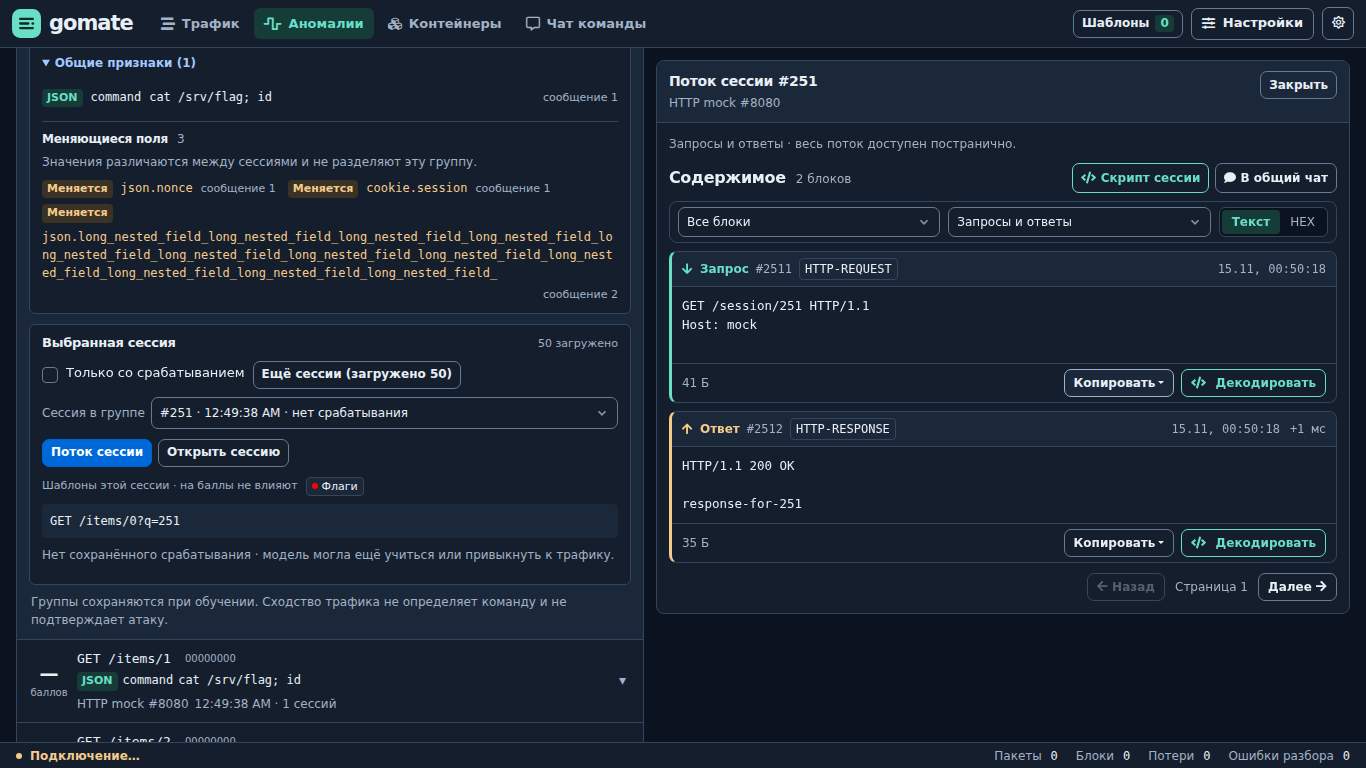 gomate
Трафик
Аномалии
Контейнеры
Чат команды
Шаблоны 0
Настройки
▼ Общие признаки (1)
JSON command cat /srv/flag; id сообщение 1
Меняющиеся поля 3
Значения различаются между сессиями и не разделяют эту группу.
Меняется json.nonce сообщение 1 Меняется cookie.session сообщение 1
Меняется
json.long_nested_field_long_nested_field_long_nested_field_long_nested_field_lo
ng_nested_field_long_nested_field_long_nested_field_long_nested_field_long_nest
ed_field_long_nested_field_long_nested_field_long_nested_field_
сообщение 2
Выбранная сессия 50 загружено
Только со срабатыванием Ещё сессии (загружено 50)
Сессия в группе #251 · 12:49:38 AM · нет срабатывания
Поток сессии Открыть сессию
Шаблоны этой сессии · на баллы не влияют Флаги
GET /items/0?q=251
Нет сохранённого срабатывания · модель могла ещё учиться или привыкнуть к трафику.
Группы сохраняются при обучении. Сходство трафика не определяет команду и не
подтверждает атаку.
— баллов
GET /items/1 00000000
JSON command cat /srv/flag; id ▼
HTTP mock #8080 12:49:38 AM · 1 сессий
GET /items/2 00000000
Поток сессии #251
HTTP mock #8080
Закрыть
Запросы и ответы · весь поток доступен постранично.
Содержимое 2 блоков
Скрипт сессии
В общий чат
Все блоки
Запросы и ответы
Текст HEX
Запрос #2511 HTTP-REQUEST 15.11, 00:50:18
GET /session/251 HTTP/1.1
Host: mock
41 Б Копировать Декодировать
Ответ #2512 HTTP-RESPONSE 15.11, 00:50:18 +1 мс
HTTP/1.1 200 OK
response-for-251
35 Б Копировать Декодировать
Назад Страница 1 Далее
Подключение…
Пакеты 0 Блоки 0 Потери 0 Ошибки разбора 0